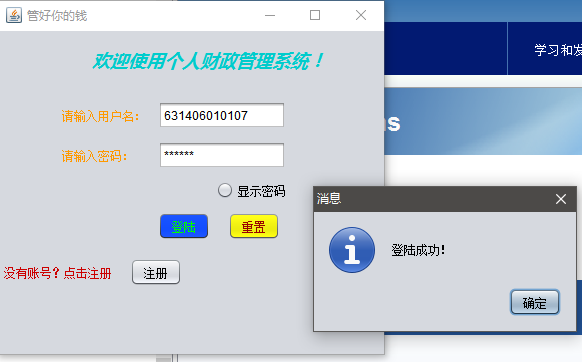 管好你的钱
欢迎使用个人财政管理系统！
学习和发
请输入用户名：
631406010107
ns
请输入密码：
******
显示密码
登陆
重置
没有账号？点击注册
注册
消息
登陆成功！
确定